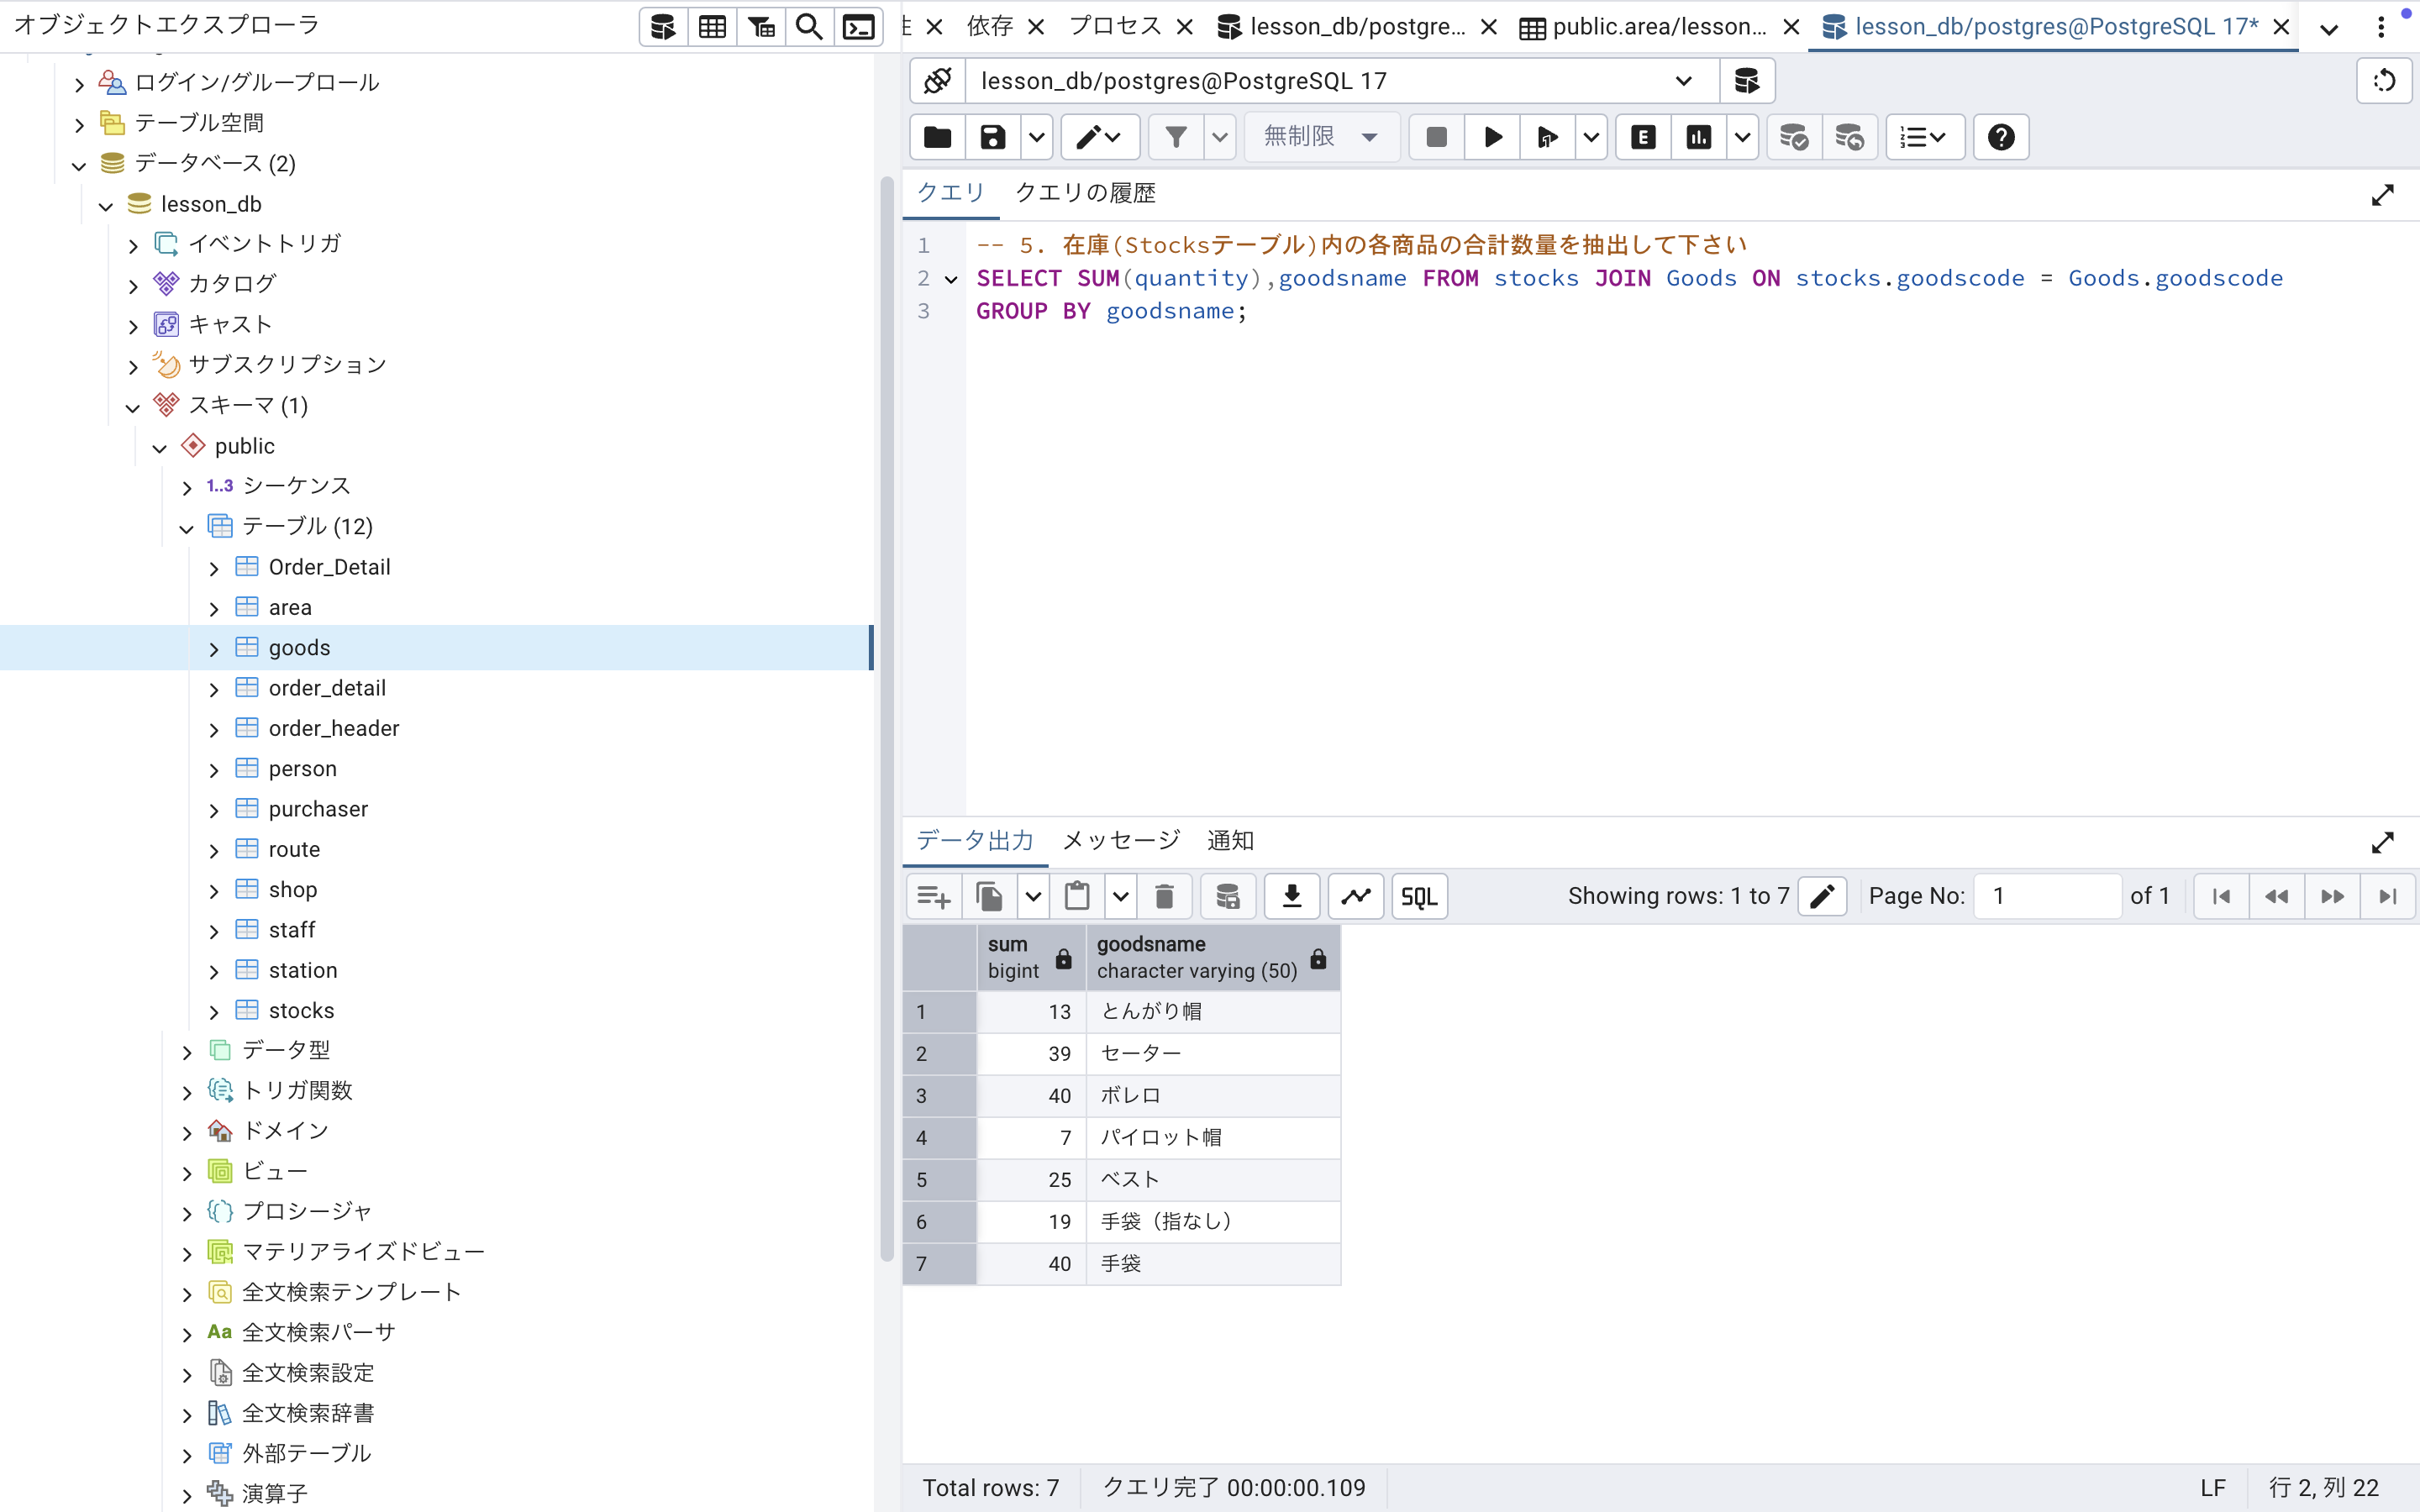 オブジェクトエクスプローラ
ログイン/グループロール
テーブル空間
データベース (2)
lesson_db
イベントトリガ
カタログ
キャスト
サブスクリプション
スキーマ (1)
public
1..3 シーケンス
テーブル (12)
Order_Detail
area
goods
order_detail
order_header
person
purchaser
route
shop
staff
station
stocks
データ型
トリガ関数
ドメイン
ビュー
プロシージャ
マテリアライズドビュー
全文検索テンプレート
Aa 全文検索パーサ
全文検索設定
全文検索辞書
外部テーブル
演算子
依存 プロセス lesson_db/postgre... public.area/lesson... lesson_db/postgres@PostgreSQL 17*
lesson_db/postgres@PostgreSQL 17
無制限 E
クエリ クエリの履歴
1 -- 5. 在庫(Stocksテーブル)内の各商品の合計数量を抽出して下さい
2 SELECT SUM(quantity),goodsname FROM stocks JOIN Goods ON stocks.goodscode = Goods.goodscode
3 GROUP BY goodsname;
データ出力 メッセージ 通知
SQL Showing rows: 1 to 7 Page No: 1 of 1
sum goodsname
bigint character varying (50)
1 13 とんがり帽
2 39 セーター
3 40 ボレロ
4 7 パイロット帽
5 25 ベスト
6 19 手袋（指なし）
7 40 手袋
Total rows: 7 クエリ完了 00:00:00.109 LF 行 2, 列 22